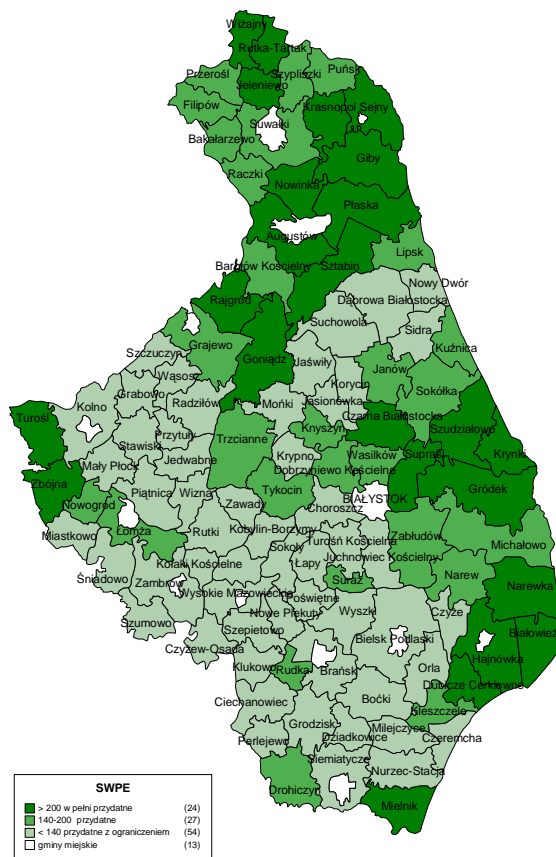 Wiżajny
Rutka-Tartak
Szypliszki
Puńsk
Przerośl
Jeleniewo
Filipów
Krasnopol
Sejny
Suwałki
Bakałarzewo
Giby
Raczki
Nowinka
Płaska
Augustów
Lipsk
Bargłów Kościelny
Sztabin
Nowy Dwór
Rajgród
Dąbrowa Białostocka
Suchowola
Sidra
Grajewo
Kuźnica
Szczuczyn
Goniądz
Jaświły
Janów
Wąsosz
Korycin
Sokółka
Grabowo
Radziłów
Jasionówka
Kolno
Mońki
Czarna Białostocka
Turośl
Przytuły
Knyszyn
Szudziałowo
Stawiski
Trzcianne
Krypno
Wasilków
Supraśl
Krynki
Mały Płock
Jedwabne
Dobrzyniewo Kościelne
Zbójna
Tykocin
Piątnica
Wizna
BIAŁYSTOK
Gródek
Nowogród
Zawady
Choroszcz
Miastkowo
Łomża
Rutki
Kobylin-Borzymy
Turośń Kościelna
Zabłudów
Michałowo
Sokoły
Juchnowiec Kościelny
Kołaki Kościelne
Łapy
Śniadowo
Zambrów
Suraż
Narew
Wysokie Mazowieckie
Poświętne
Narewka
Szumowo
Nowe Piekuty
Wyszki
Czyże
Szepietowo
Bielsk Podlaski
Białowieża
Czyżew-Osada
Hajnówka
Klukowo
Rudka
Brańsk
Orla
Dubicze Cerkiewne
Ciechanowiec
Boćki
Kleszczele
Grodzisk
Milejczyce
Perlejewo
Dziadkowice
Czeremcha
Siemiatycze
Nurzec-Stacja
Drohiczyn
Mielnik
SWPE
> 200 w pełni przydatne (24)
140-200 przydatne (27)
< 140 przydatne z ograniczeniem (54)
gminy miejskie (13)